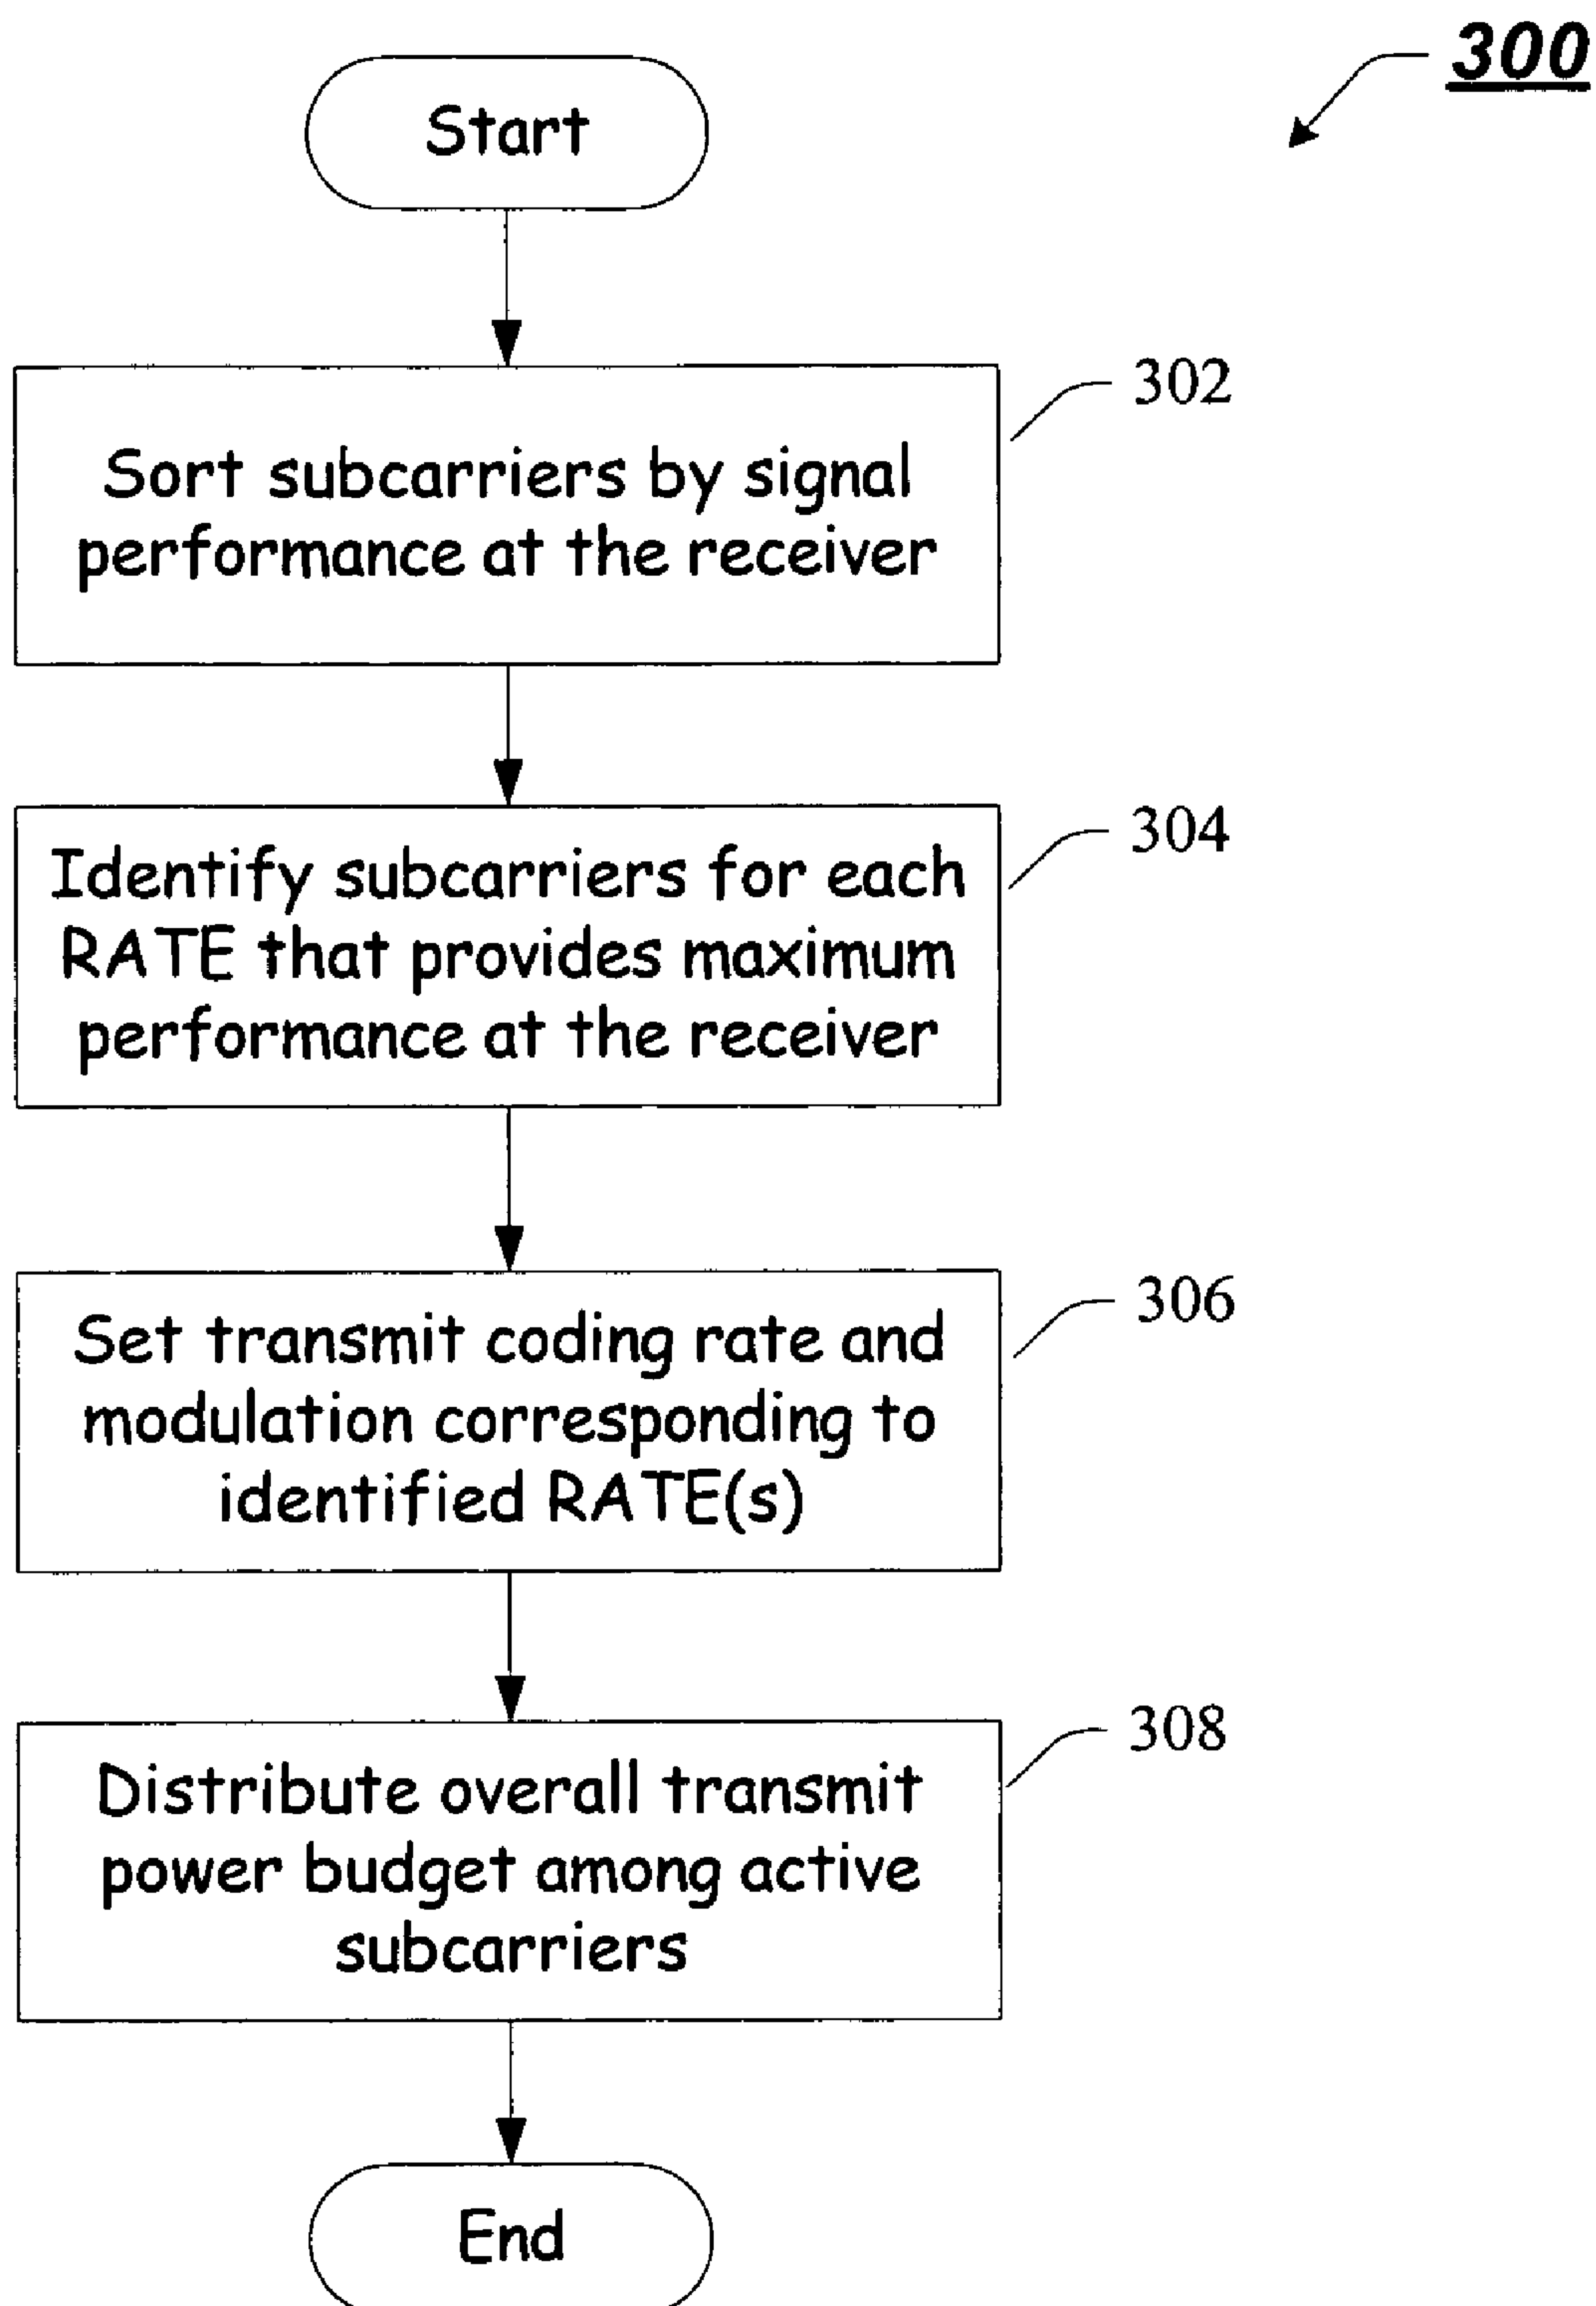 300
Start
302
Sort subcarriers by signal
performance at the receiver
304
Identify subcarriers for each
RATE that provides maximum
performance at the receiver
306
Set transmit coding rate and
modulation corresponding to
identified RATE(s)
308
Distribute overall transmit
power budget among active
subcarriers
End